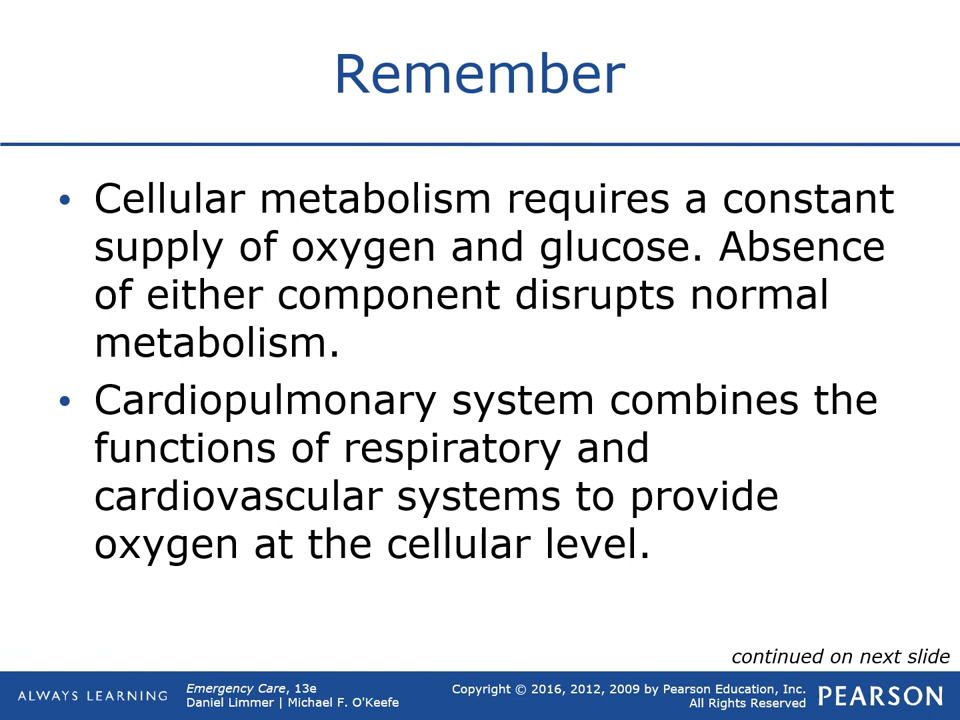 Remember
• Cellular metabolism requires a constant
supply of oxygen and glucose. Absence
of either component disrupts normal
metabolism.
• Cardiopulmonary system combines the
functions of respiratory and
cardiovascular systems to provide
oxygen at the cellular level.
continued on next slide
ALWAYS LEARNING
Emergency Care, 13e
Daniel Limmer | Michael F. O'Keefe
Copyright © 2016, 2012, 2009 by Pearson Education, Inc.
All Rights Reserved
PEARSON